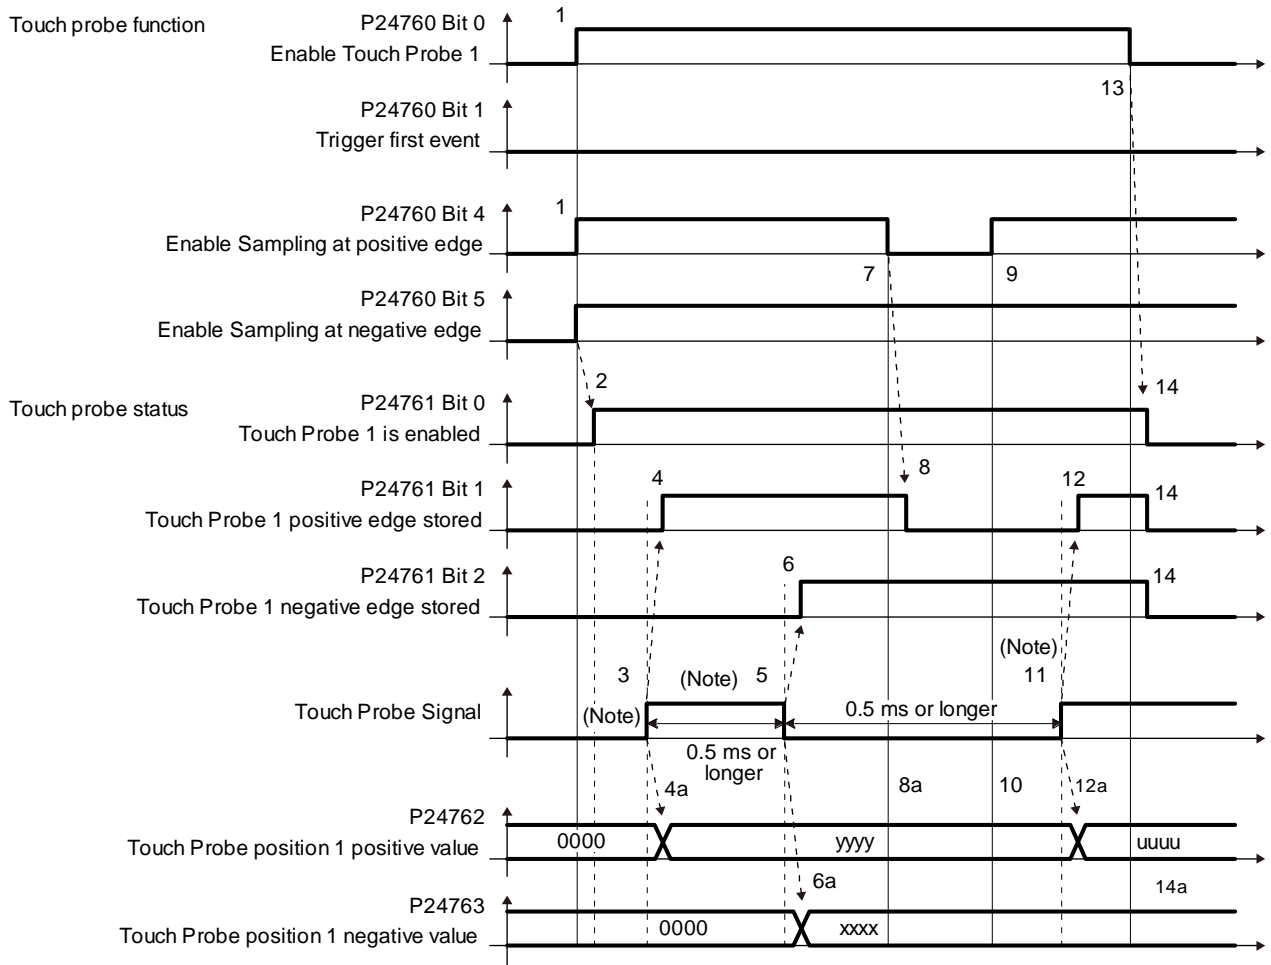 Touch probe function
P24760 Bit 0
Enable Touch Probe 1
1
13
P24760 Bit 1
Trigger first event
P24760 Bit 4
Enable Sampling at positive edge
1
7
9
P24760 Bit 5
Enable Sampling at negative edge
2
Touch probe status
P24761 Bit 0
Touch Probe 1 is enabled
14
P24761 Bit 1
Touch Probe 1 positive edge stored
4
8
12
14
P24761 Bit 2
Touch Probe 1 negative edge stored
6
14
Touch Probe Signal
3
(Note)
(Note)
5
(Note)
11
0.5 ms or
longer
0.5 ms or longer
4a
8a
10
12a
P24762
Touch Probe position 1 positive value
0000
yyyy
uuuu
6a
14a
P24763
Touch Probe position 1 negative value
0000
xxxx